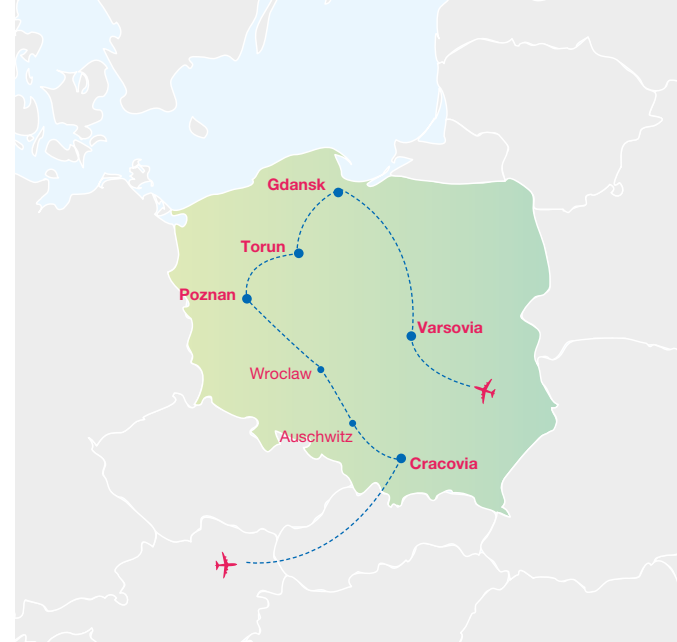 Gdansk
Torun
Poznan
Varsovia
Wroclaw
Auschwitz
Cracovia